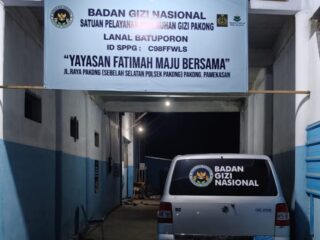 BADAN GIZI NASIONAL
SATUAN PELAYANAN PEMENUHAN GIZI PAKONG
LANAL BATUPORON
ID SPPG : C98FFWLS
"YAYASAN FATIMAH MAJU BERSAMA"
JL. RAYA PAKONG (SEBELAH SELATAN POLSEK PAKONG) PAKONG, PAMEKASAN
BADAN
GIZI
NASIONAL